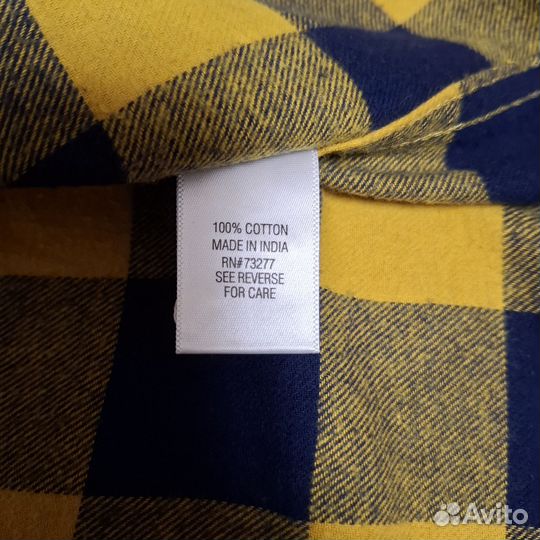 100% COTTON
MADE IN INDIA
RN#73277
SEE REVERSE
FOR CARE
Avito